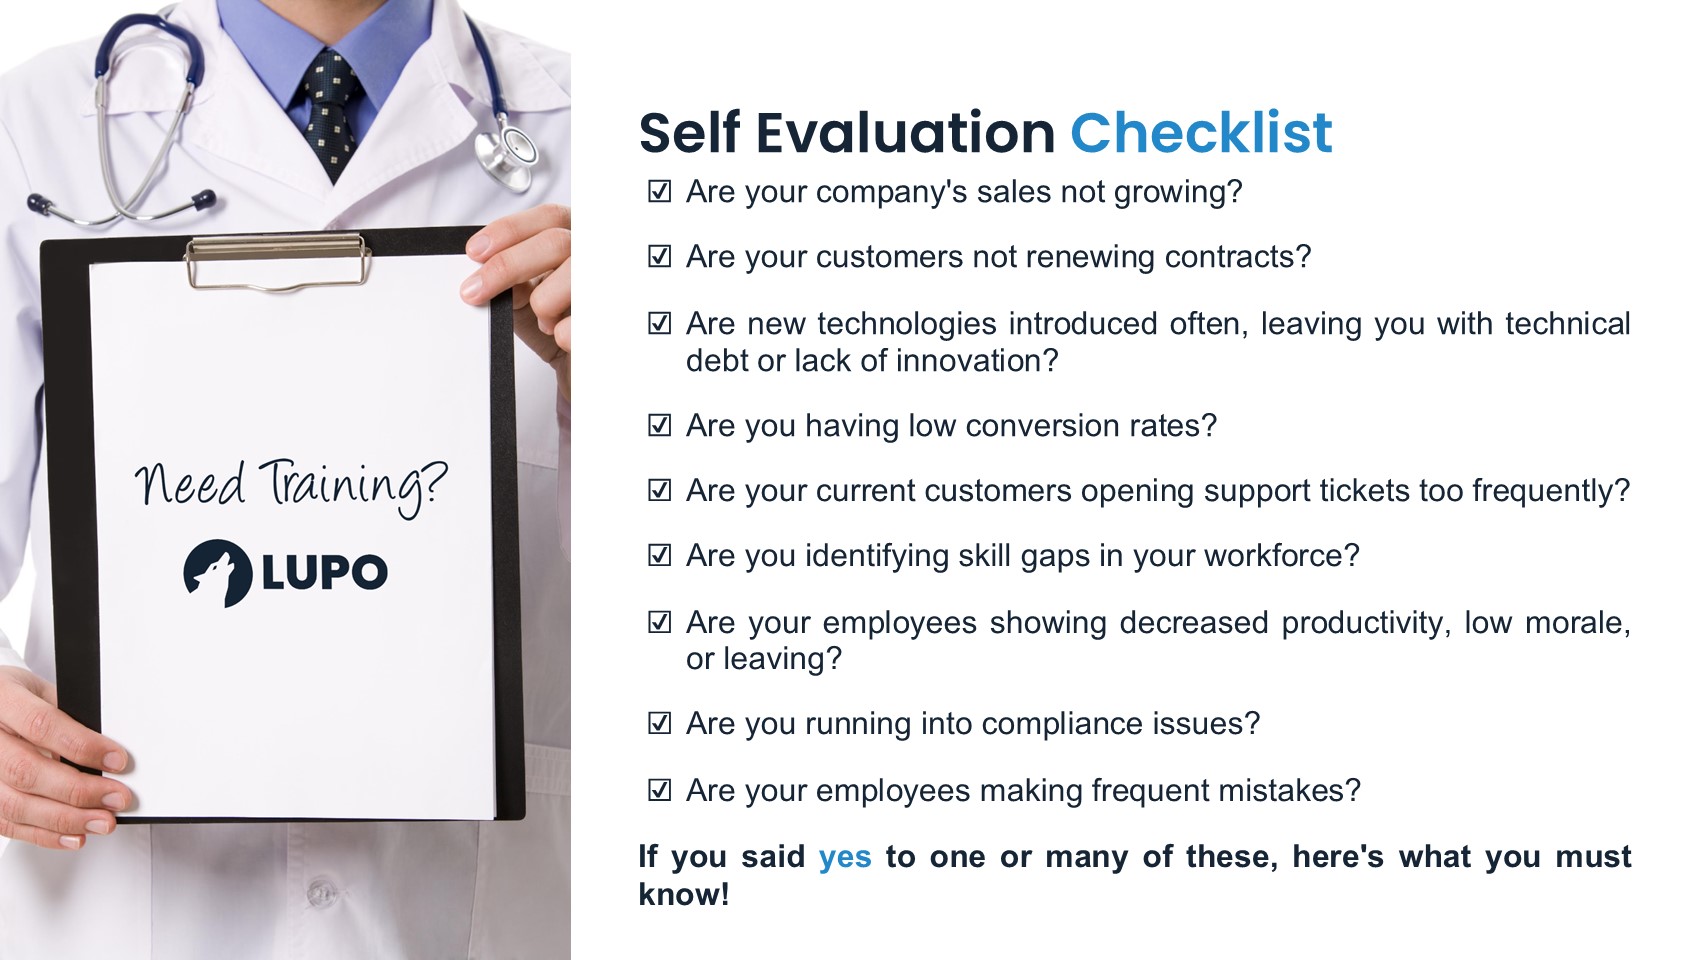 Need Training?
LUPO
Self Evaluation Checklist
☑ Are your company's sales not growing?
☑ Are your customers not renewing contracts?
☑ Are new technologies introduced often, leaving you with technical
debt or lack of innovation?
☑ Are you having low conversion rates?
☑ Are your current customers opening support tickets too frequently?
☑ Are you identifying skill gaps in your workforce?
☑ Are your employees showing decreased productivity, low morale,
or leaving?
☑ Are you running into compliance issues?
☑ Are your employees making frequent mistakes?
If you said yes to one or many of these, here's what you must
know!